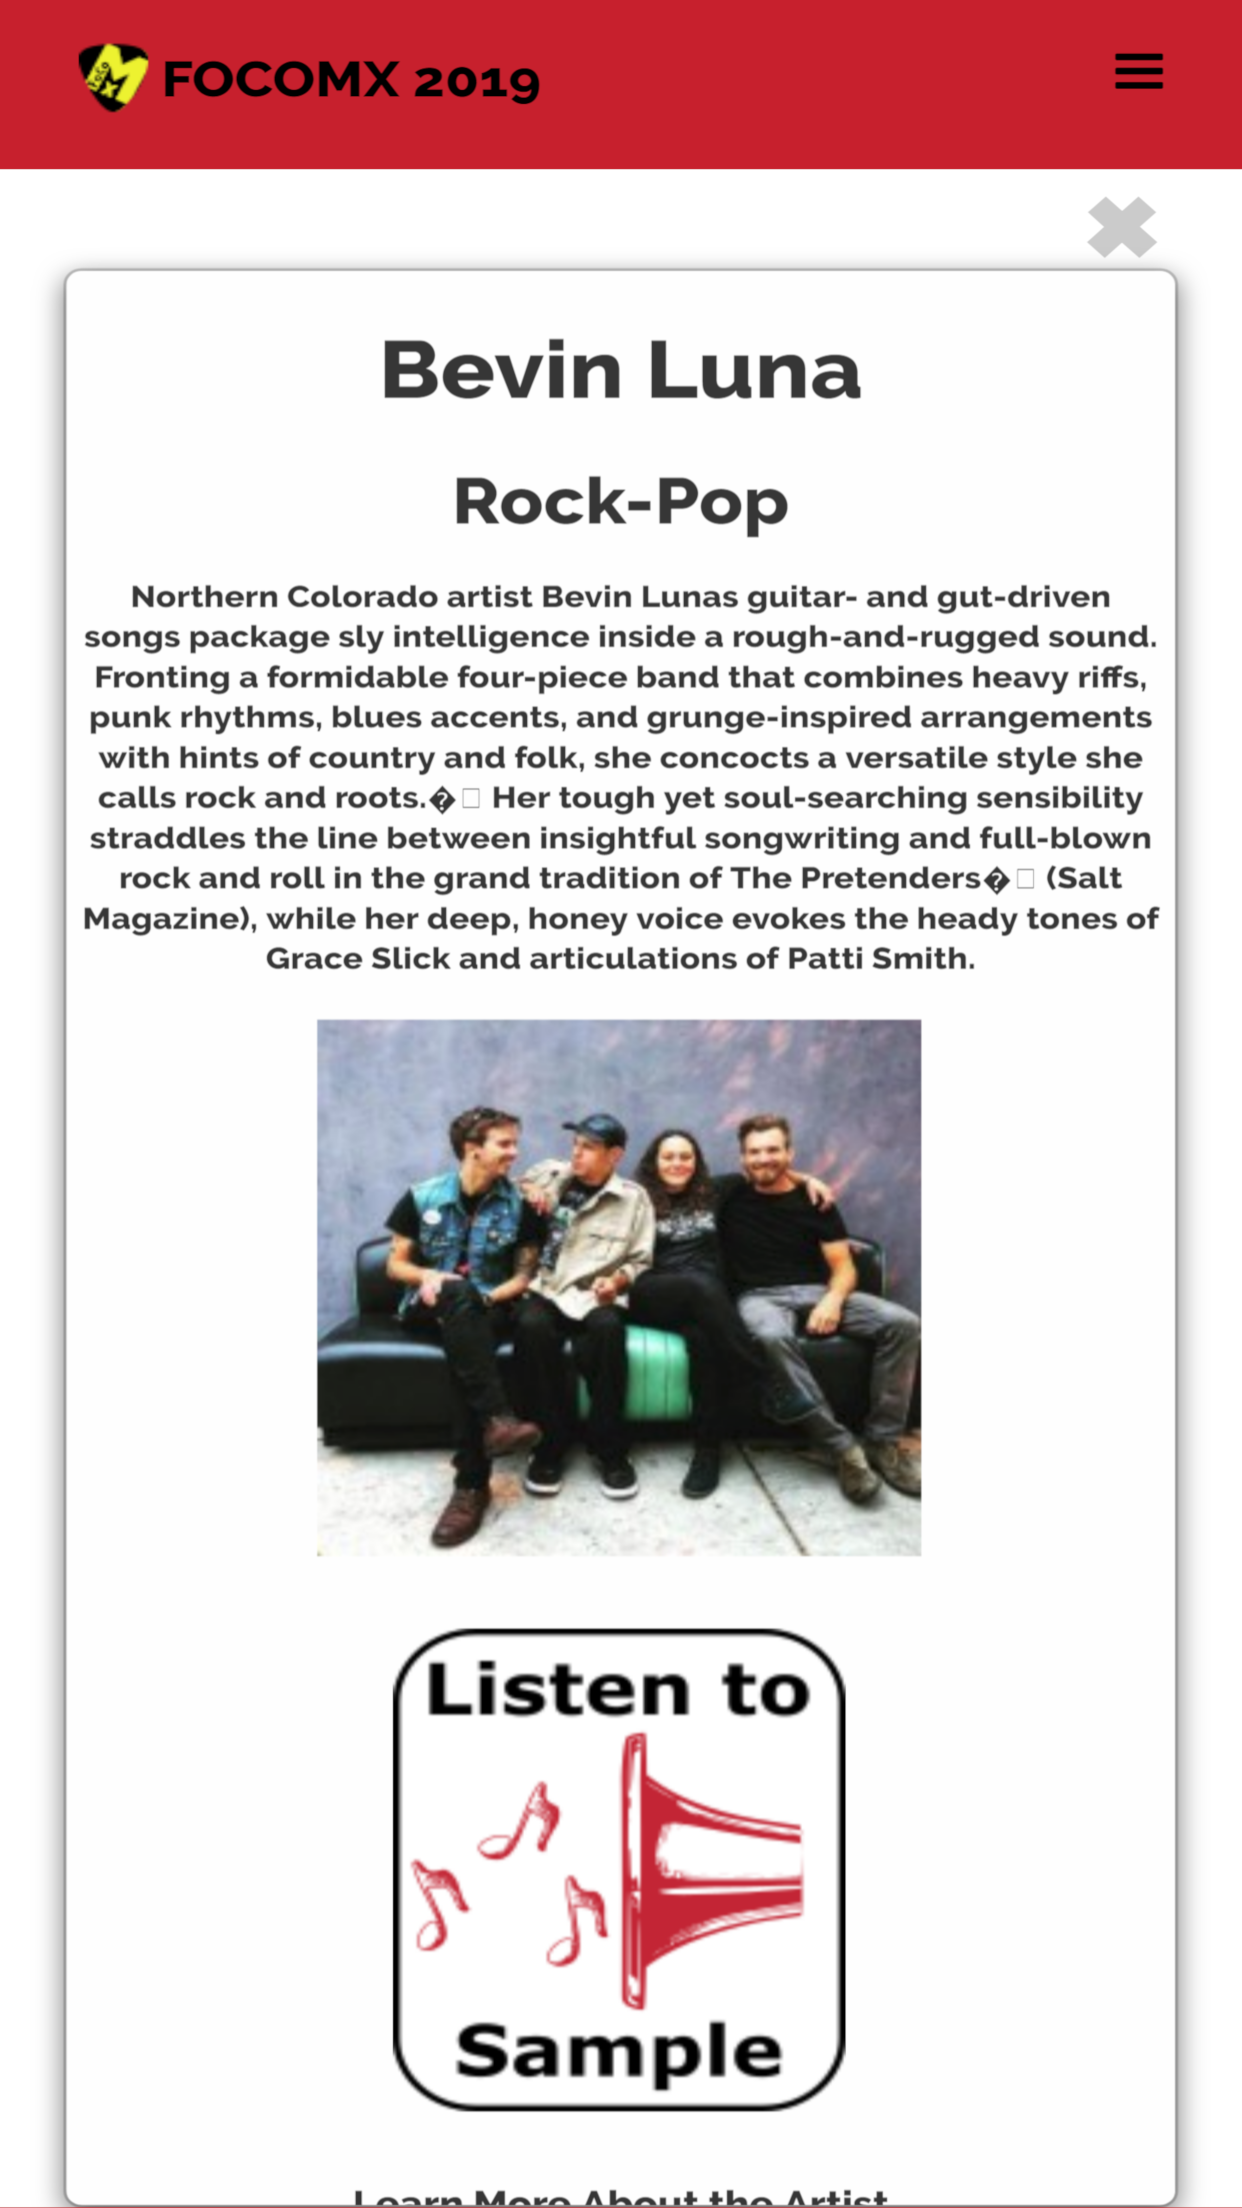 FOCOMX 2019
Bevin Luna
Rock-Pop
Northern Colorado artist Bevin Lunas guitar- and gut-driven
songs package sly intelligence inside a rough-and-rugged sound.
Fronting a formidable four-piece band that combines heavy riffs,
punk rhythms, blues accents, and grunge-inspired arrangements
with hints of country and folk, she concocts a versatile style she
calls rock and roots.�□ Her tough yet soul-searching sensibility
straddles the line between insightful songwriting and full-blown
rock and roll in the grand tradition of The Pretenders�□ (Salt
Magazine), while her deep, honey voice evokes the heady tones of
Grace Slick and articulations of Patti Smith.
Listen to
Sample
Learn More About the Artist